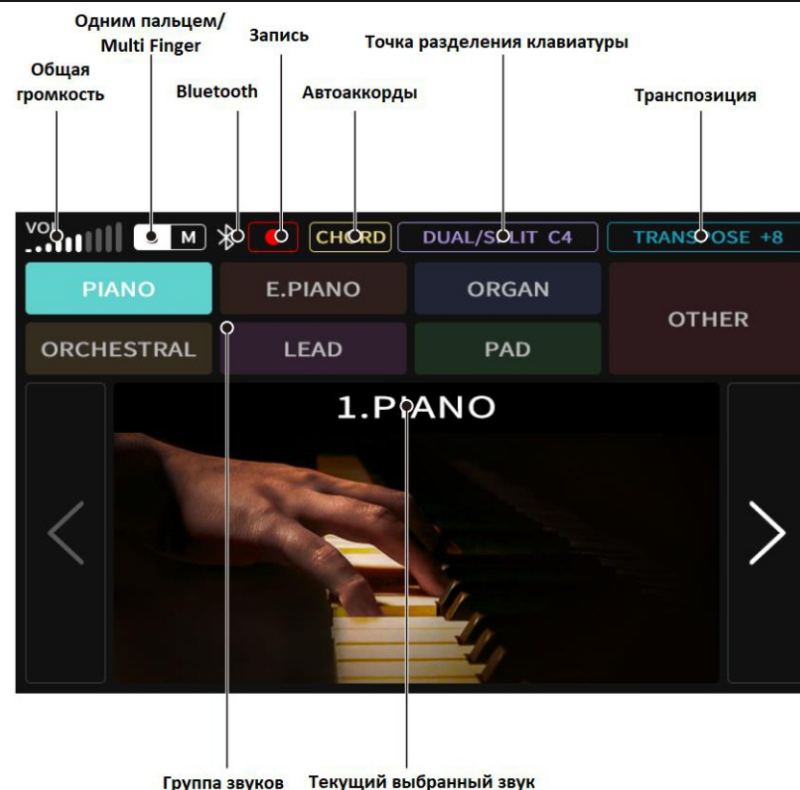 Одним пальцем/
Multi Finger
Запись
Точка разделения клавиатуры
Общая
громкость
Bluetooth
Автоаккорды
Транспозиция
VOL
M
CHORD
DUAL/SPLIT C4
TRANSPOSE +8
PIANO
E.PIANO
ORGAN
OTHER
ORCHESTRAL
LEAD
PAD
1.PIANO
Группа звуков
Текущий выбранный звук